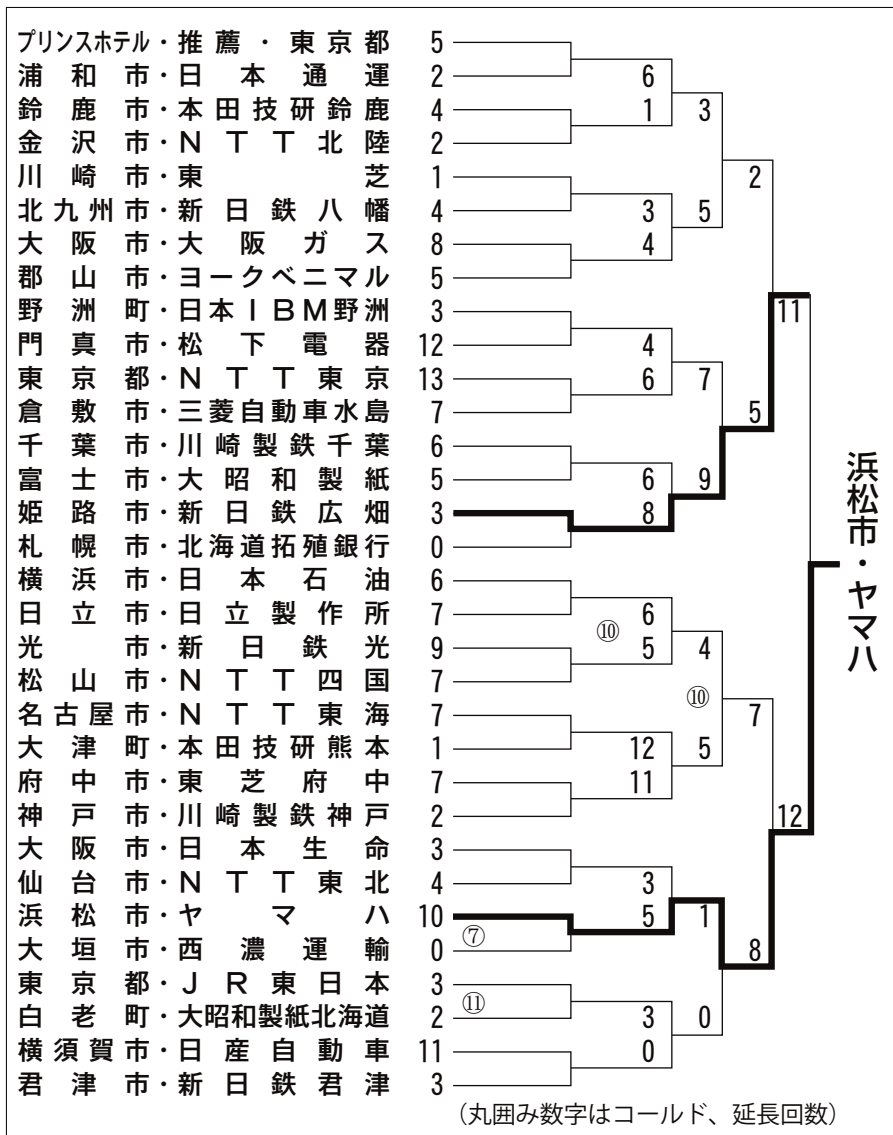 プリンスホテル・推薦・東京都 5
浦和市・日本通運 2
鈴鹿市・本田技研鈴鹿 4
金沢市・NTT北陸 2
川崎市・東芝 1
北九州市・新日鉄八幡 4
大阪市・大阪ガス 8
郡山市・ヨークベニマル 5
野洲町・日本IBM野洲 3
門真市・松下電器 12
東京都・NTT東京 13
倉敷市・三菱自動車水島 7
千葉市・川崎製鉄千葉 6
富士市・大昭和製紙 5
姫路市・新日鉄広畑 3
札幌市・北海道拓殖銀行 0
横浜市・日本石油 6
日立市・日立製作所 7
光市・新日鉄光 9
松山市・NTT四国 7
名古屋市・NTT東海 7
大津町・本田技研熊本 1
府中市・東芝府中 7
神戸市・川崎製鉄神戸 2
大阪市・日本生命 3
仙台市・NTT東北 4
浜松市・ヤマハ 10
大垣市・西濃運輸 0
東京都・JR東日本 3
白老町・大昭和製紙北海道 2
横須賀市・日産自動車 11
君津市・新日鉄君津 3
⑦
⑪
6
1
3
4
4
6
6
8
6
5
⑩
12
11
3
5
3
0
3
5
7
9
4
5
⑩
1
0
2
5
7
8
11
12
浜松市・ヤマハ
(丸囲み数字はコールド、延長回数)